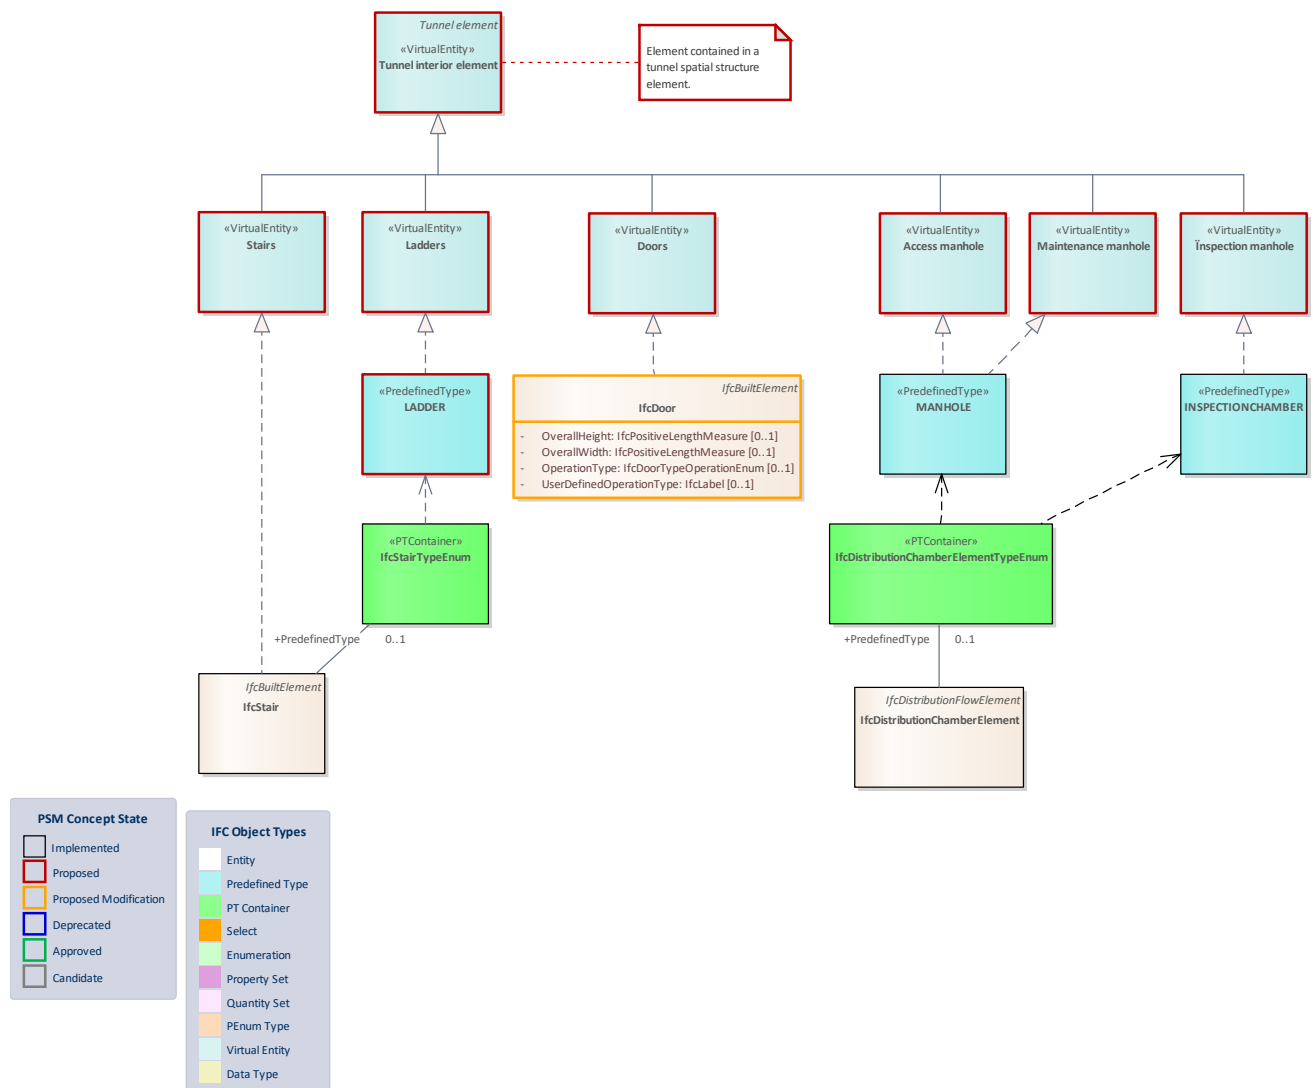 Tunnel element
«VirtualEntity»
Tunnel interior element
Element contained in a
tunnel spatial structure
element.
«VirtualEntity»
Stairs
«VirtualEntity»
Ladders
«VirtualEntity»
Doors
«VirtualEntity»
Access manhole
«VirtualEntity»
Maintenance manhole
«VirtualEntity»
Ïnspection manhole
«PredefinedType»
LADDER
IfcBuiltElement
IfcDoor
- OverallHeight: IfcPositiveLengthMeasure [0..1]
- OverallWidth: IfcPositiveLengthMeasure [0..1]
- OperationType: IfcDoorTypeOperationEnum [0..1]
- UserDefinedOperationType: IfcLabel [0..1]
«PredefinedType»
MANHOLE
«PredefinedType»
INSPECTIONCHAMBER
«PTContainer»
IfcStairTypeEnum
«PTContainer»
IfcDistributionChamberElementTypeEnum
+PredefinedType 0..1
+PredefinedType 0..1
IfcBuiltElement
IfcStair
IfcDistributionFlowElement
IfcDistributionChamberElement
PSM Concept State
Implemented
Proposed
Proposed Modification
Deprecated
Approved
Candidate
IFC Object Types
Entity
Predefined Type
PT Container
Select
Enumeration
Property Set
Quantity Set
PEnum Type
Virtual Entity
Data Type